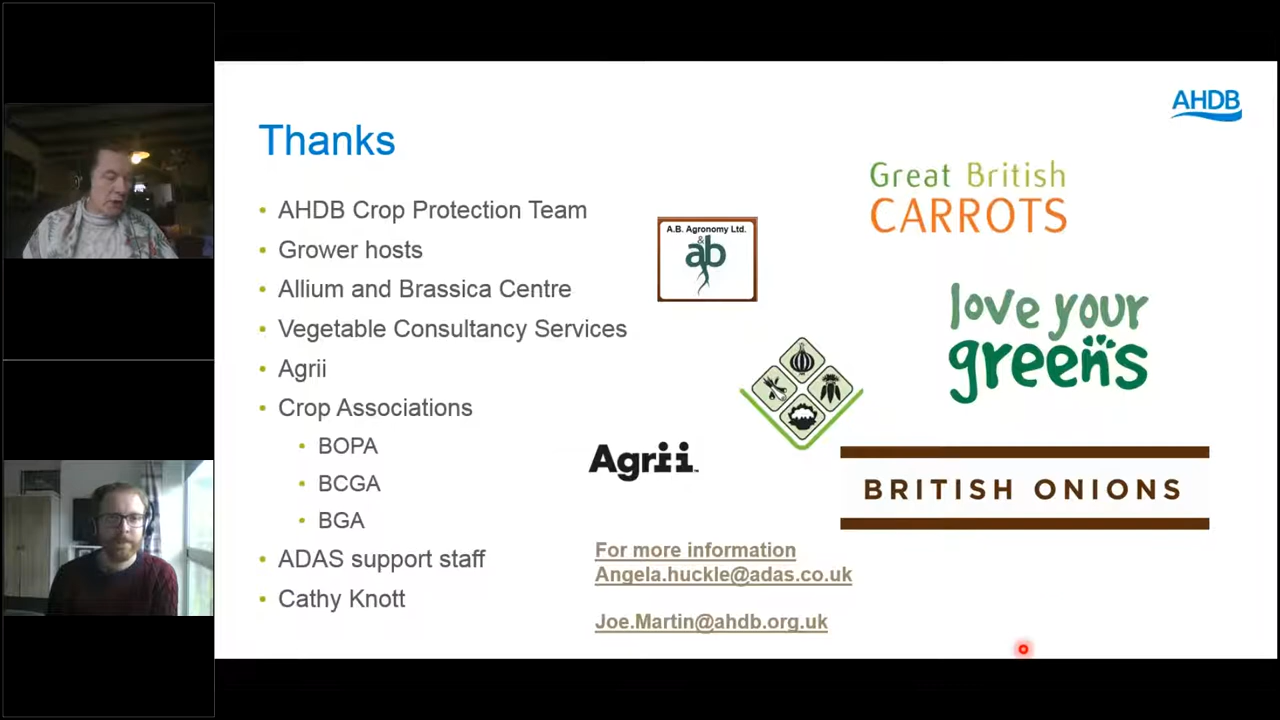 AHDB
Thanks
AHDB Crop Protection Team
Grower hosts
Allium and Brassica Centre
Vegetable Consultancy Services
Agrii
Crop Associations
BOPA
BCGA
BGA
ADAS support staff
Cathy Knott
A.B. Agronomy Ltd.
a&b
Great British
CARROTS
love your
greens
Agrii™
BRITISH ONIONS
For more information
Angela.huckle@adas.co.uk
Joe.Martin@ahdb.org.uk